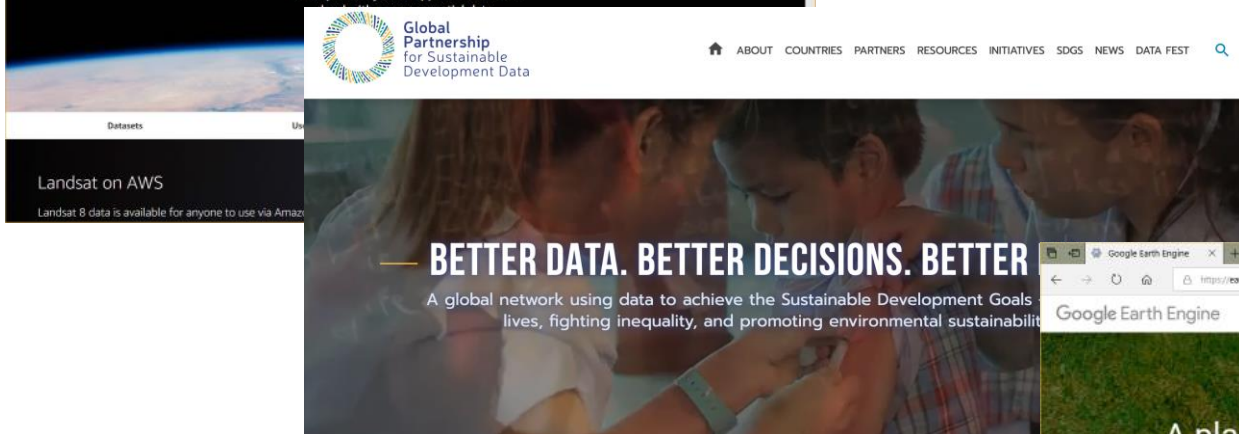 Datasets
Landsat on AWS
Landsat 8 data is available for anyone to use via
Global
Partnership
for Sustainable
Development Data
ABOUT COUNTRIES PARTNERS RESOURCES INITIATIVES SDGS NEWS DATA FEST
BETTER DATA. BETTER DECISIONS. BETTER
A global network using data to achieve the Sustainable Development Goals
lives, fighting inequality, and promoting environmental
Google Earth Engine
Google Earth Engine